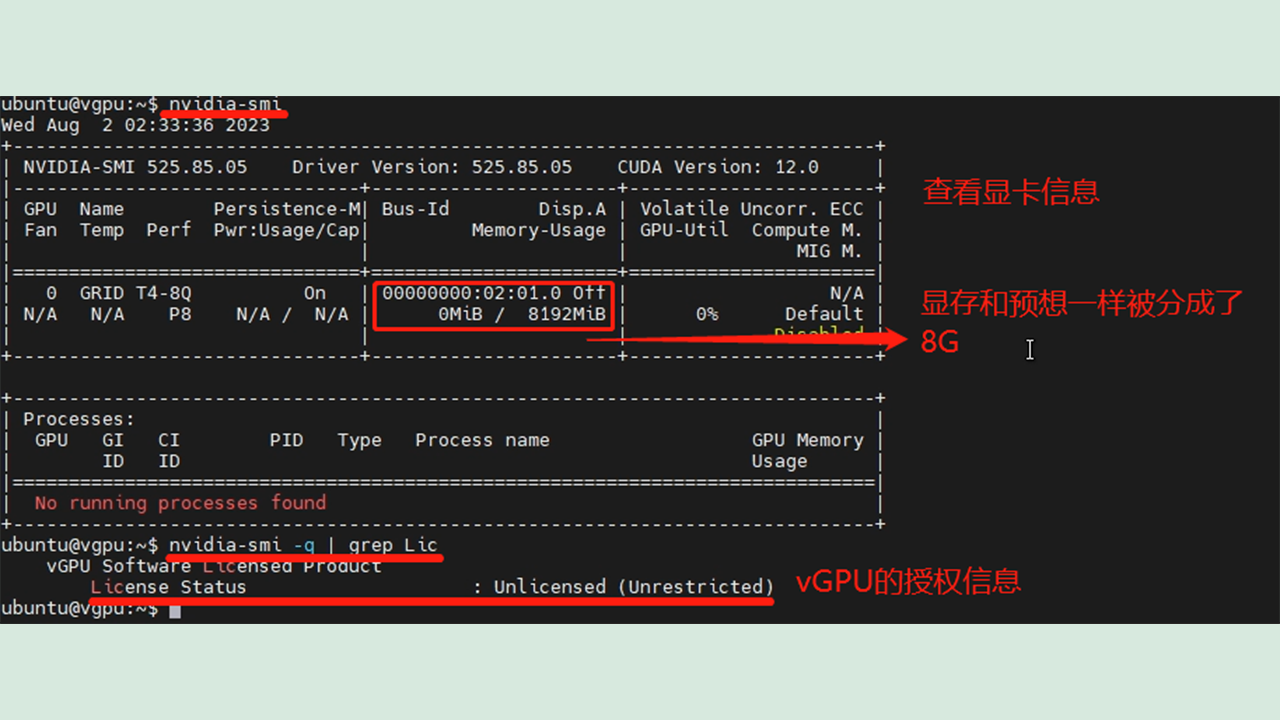 ubuntu@vgpu:~$ nvidia-smi
Wed Aug  2 02:33:36 2023
NVIDIA-SMI 525.85.05    Driver Version: 525.85.05    CUDA Version: 12.0
GPU  Name        Persistence-M| Bus-Id        Disp.A | Volatile Uncorr. ECC
Fan  Temp  Perf  Pwr:Usage/Cap|         Memory-Usage | GPU-Util  Compute M.
MIG M.
查看显卡信息
0  GRID T4-8Q          On   | 00000000:02:01.0 Off |                  N/A
N/A   N/A    P8    N/A /  N/A |      0MiB /  8192MiB |      0%      Default
Disabled
显存和预想一样被分成了
8G
Processes:
GPU   GI   CI        PID   Type   Process name                  GPU Memory
ID   ID                                                   Usage
No running processes found
ubuntu@vgpu:~$ nvidia-smi -q | grep Lic
vGPU Software Licensed Product
License Status                    : Unlicensed (Unrestricted)
vGPU的授权信息
ubuntu@vgpu:~$